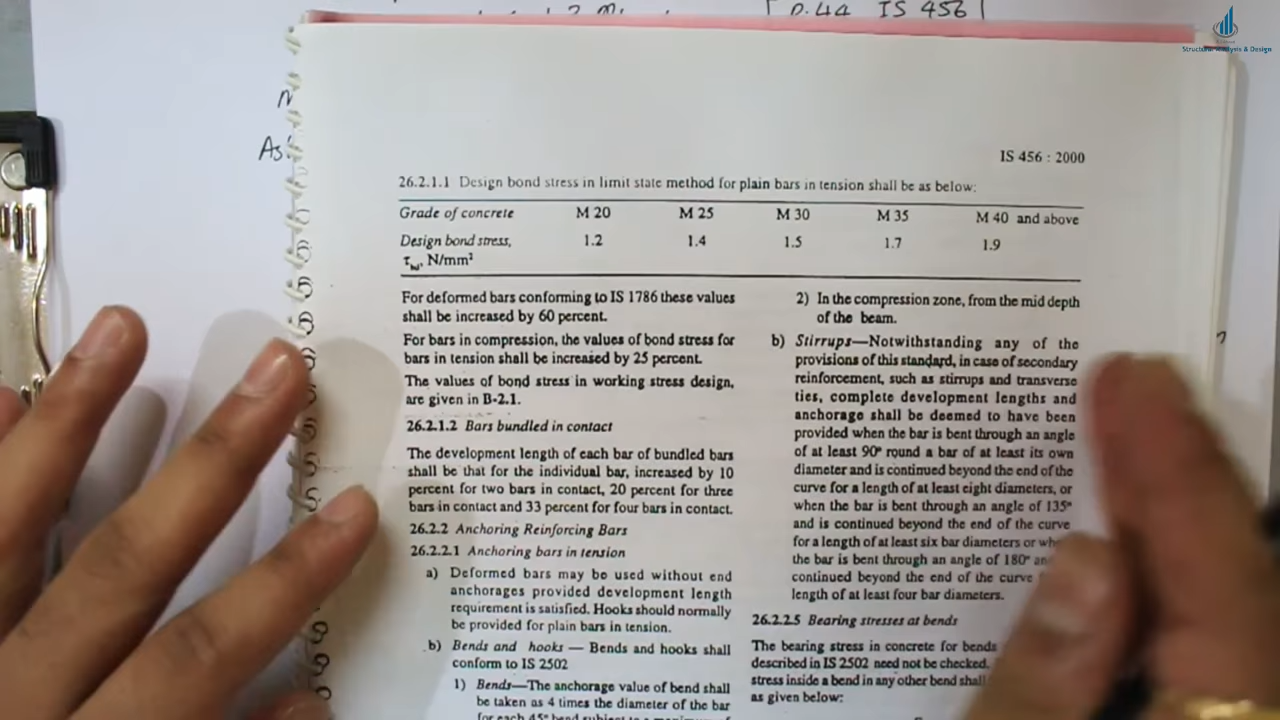 0.44 IS 456
Structural Analysis & Design
As
IS 456 : 2000
26.2.1.1 Design bond stress in limit state method for plain bars in tension shall be as below:
Grade of concrete M 20 M 25 M 30 M 35 M 40 and above
Design bond stress, 1.2 1.4 1.5 1.7 1.9
τbd, N/mm²
For deformed bars conforming to IS 1786 these values
shall be increased by 60 percent.
For bars in compression, the values of bond stress for
bars in tension shall be increased by 25 percent.
The values of bond stress in working stress design,
are given in B-2.1.
26.2.1.2 Bars bundled in contact
The development length of each bar of bundled bars
shall be that for the individual bar, increased by 10
percent for two bars in contact, 20 percent for three
bars in contact and 33 percent for four bars in contact.
26.2.2 Anchoring Reinforcing Bars
26.2.2.1 Anchoring bars in tension
a) Deformed bars may be used without end
anchorages provided development length
requirement is satisfied. Hooks should normally
be provided for plain bars in tension.
b) Bends and hooks — Bends and hooks shall
conform to IS 2502
1) Bends—The anchorage value of bend shall
be taken as 4 times the diameter of the bar
for each 45° bend subject to a maximum of
2) In the compression zone, from the mid depth
of the beam.
b) Stirrups—Notwithstanding any of the
provisions of this standard, in case of secondary
reinforcement, such as stirrups and transverse
ties, complete development lengths and
anchorage shall be deemed to have been
provided when the bar is bent through an angle
of at least 90° round a bar of at least its own
diameter and is continued beyond the end of the
curve for a length of at least eight diameters, or
when the bar is bent through an angle of 135°
and is continued beyond the end of the curve
for a length of at least six bar diameters or
the bar is bent through an angle of 180°
continued beyond the end of the curve
length of at least four bar diameters.
26.2.2.5 Bearing stresses at bends
The bearing stress in concrete for bends
described in IS 2502 need not be checked.
stress inside a bend in any other bend shall
as given below: